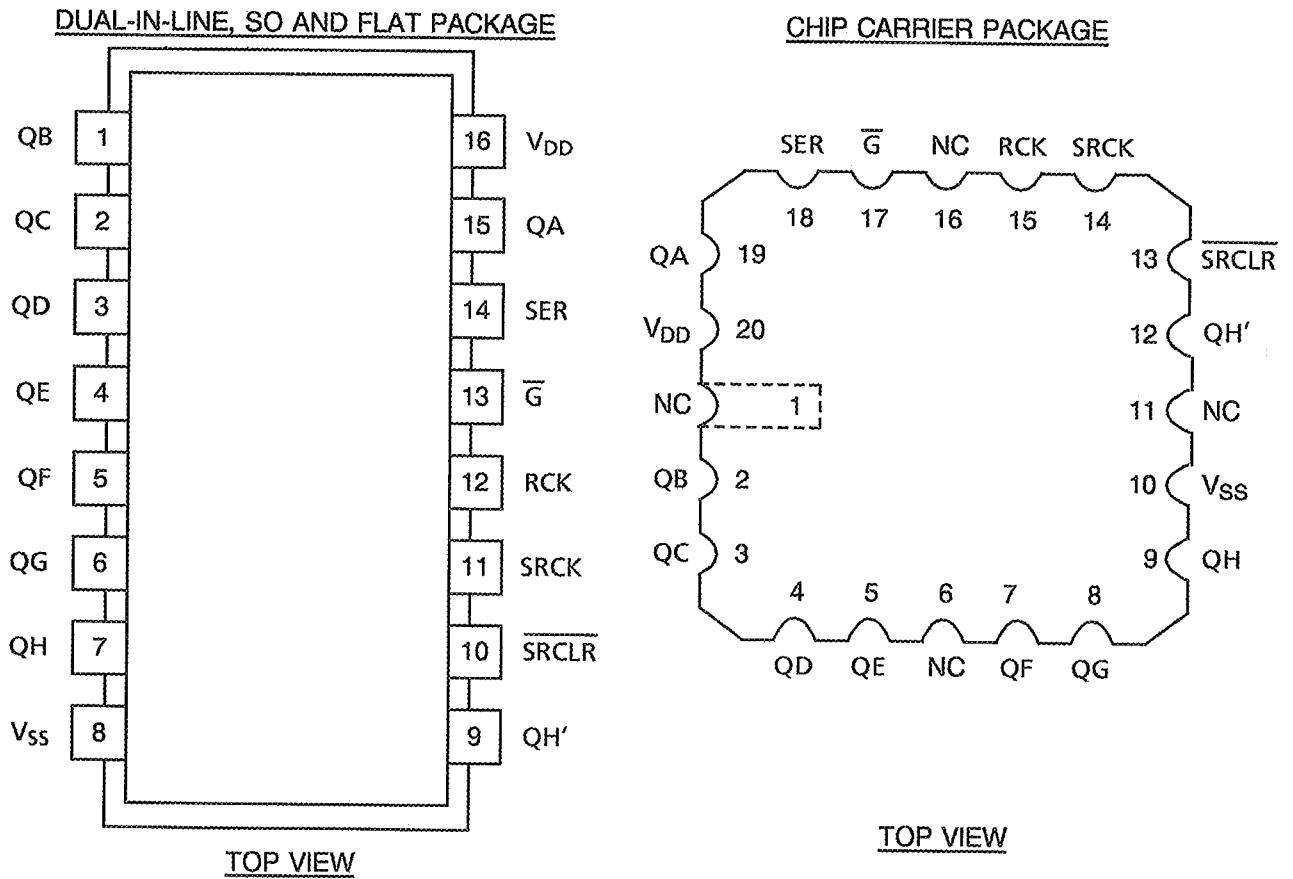 DUAL-IN-LINE, SO AND FLAT PACKAGE
QB 1 16 VDD
QC 2 15 QA
QD 3 14 SER
QE 4 13 G̅
QF 5 12 RCK
QG 6 11 SRCK
QH 7 10 S̅R̅C̅L̅R̅
VSS 8 9 QH'
TOP VIEW
CHIP CARRIER PACKAGE
SER G̅ NC RCK SRCK
18 17 16 15 14
QA 19 13 S̅R̅C̅L̅R̅
VDD 20 12 QH'
NC 1 11 NC
QB 2 10 VSS
QC 3 9 QH
4 5 6 7 8
QD QE NC QF QG
TOP VIEW